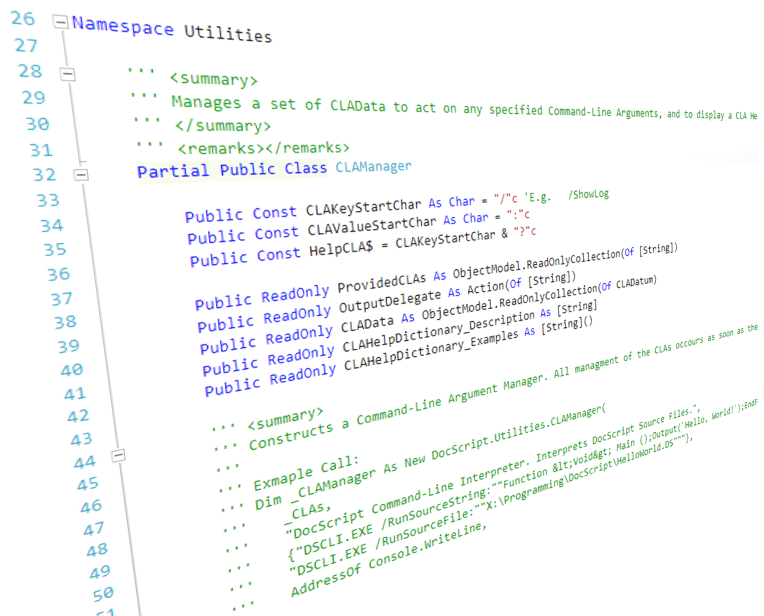 26 Namespace Utilities
27
28 ''' <summary>
29 ''' Manages a set of CLAData to act on any specified Command-Line Arguments, and to display a CLA He
30 ''' </summary>
31 ''' <remarks></remarks>
32 Partial Public Class CLAManager
33
34 Public Const CLAKeyStartChar As Char = "/"c 'E.g. /ShowLog
35 Public Const CLAValueStartChar As Char = ":"c
36 Public Const HelpCLA$ = CLAKeyStartChar & "?"c
37
38 Public ReadOnly ProvidedCLAs As ObjectModel.ReadOnlyCollection(Of [String])
39 Public ReadOnly OutputDelegate As Action(Of [String])
40 Public ReadOnly CLAData As ObjectModel.ReadOnlyCollection(Of CLADatum)
41 Public ReadOnly CLAHelpDictionary_Description As [String]
42 Public ReadOnly CLAHelpDictionary_Examples As [String]()
43
44 ''' <summary>
45 ''' Constructs a Command-Line Argument Manager. All managment of the CLAs occours as soon as the
46 '''
47 ''' Exmaple Call:
48 ''' Dim _CLAManager As New DocScript.Utilities.CLAManager(
49 ''' _CLAs,
50 ''' "DocScript Command-Line Interpreter. Interprets DocScript Source Files.",
51 ''' {"DSCLI.EXE /RunSourceString:""Function &lt;Void&gt; Main ();Output('Hello, World!');EndF
''' "DSCLI.EXE /RunSourceFile:""X:\Programming\DocScript\HelloWorld.DS"""},
''' AddressOf Console.WriteLine,